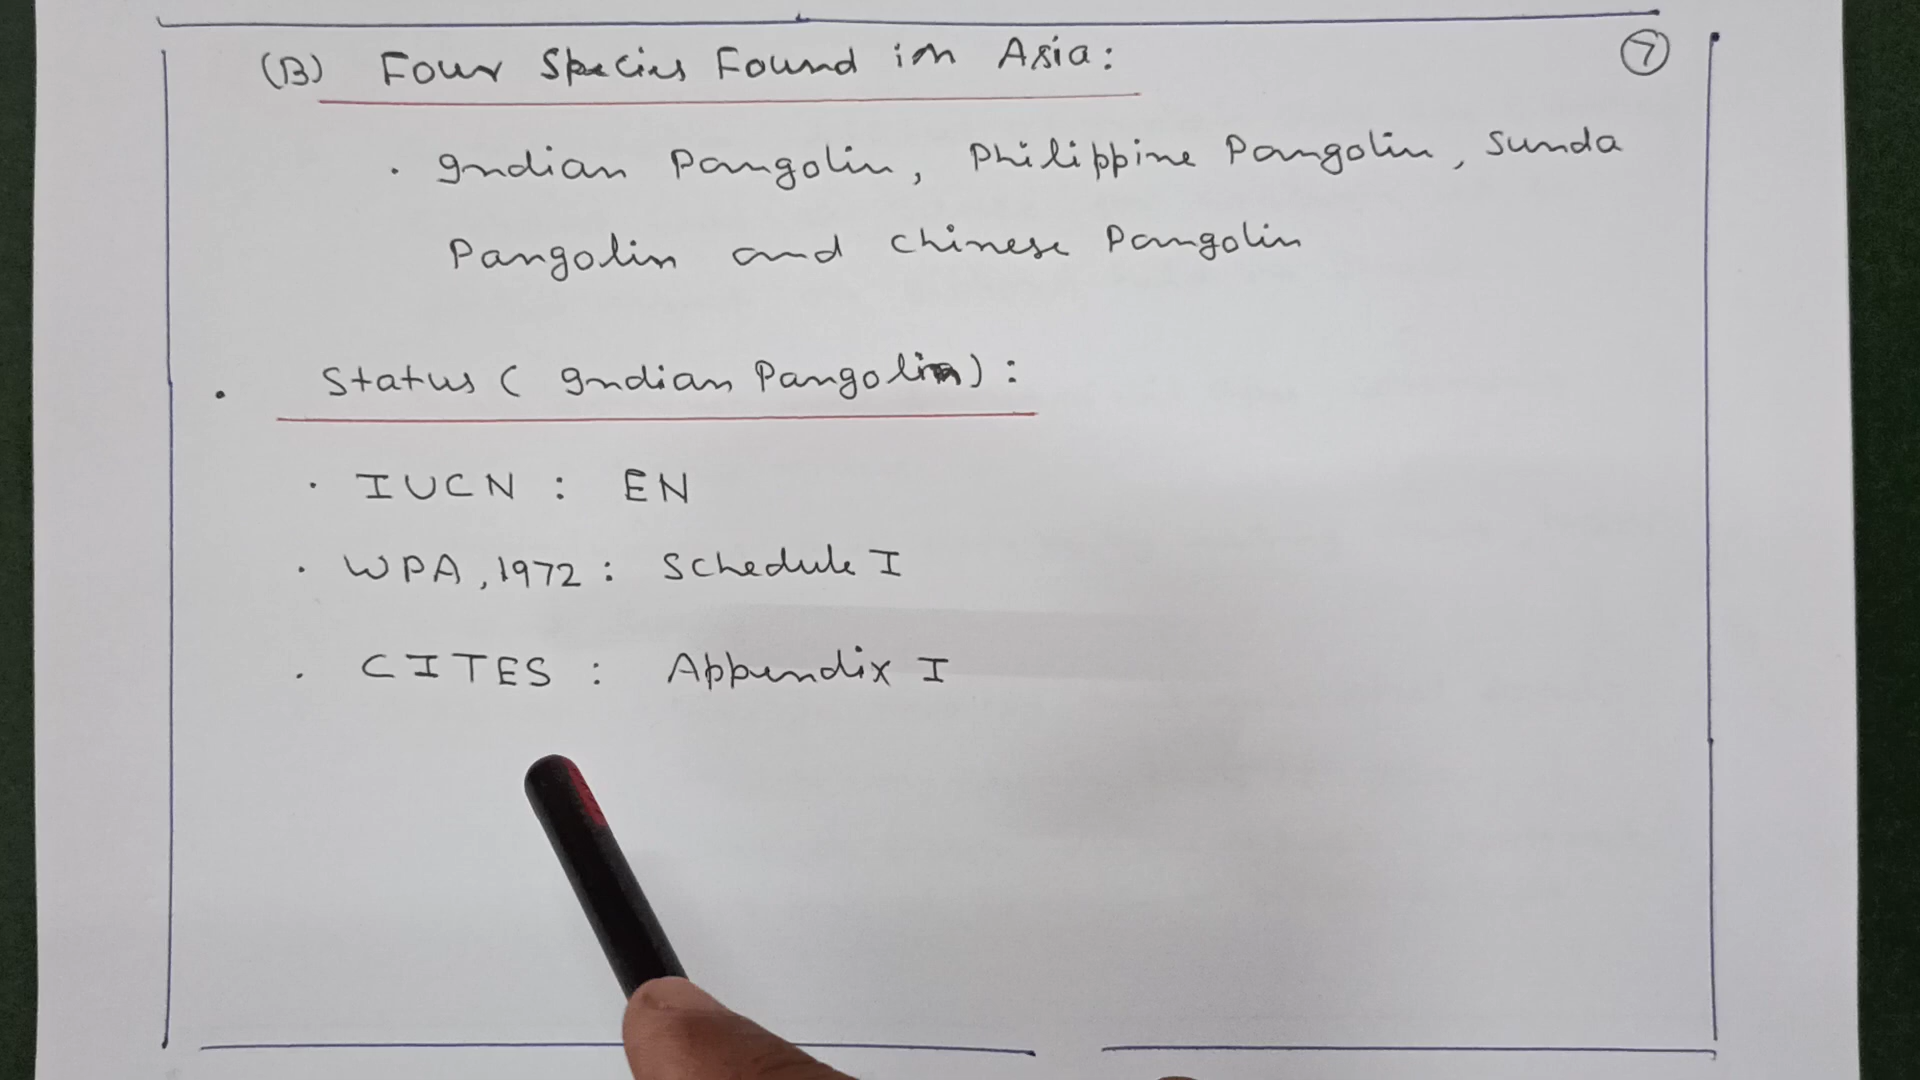 (B) Four Species Found in Asia:
7
. Indian Pangolin, Philippine Pangolin, Sunda
Pangolin and Chinese Pangolin
. Status ( Indian Pangolin) :
. IUCN : EN
. WPA, 1972 : Schedule I
. CITES : Appendix I